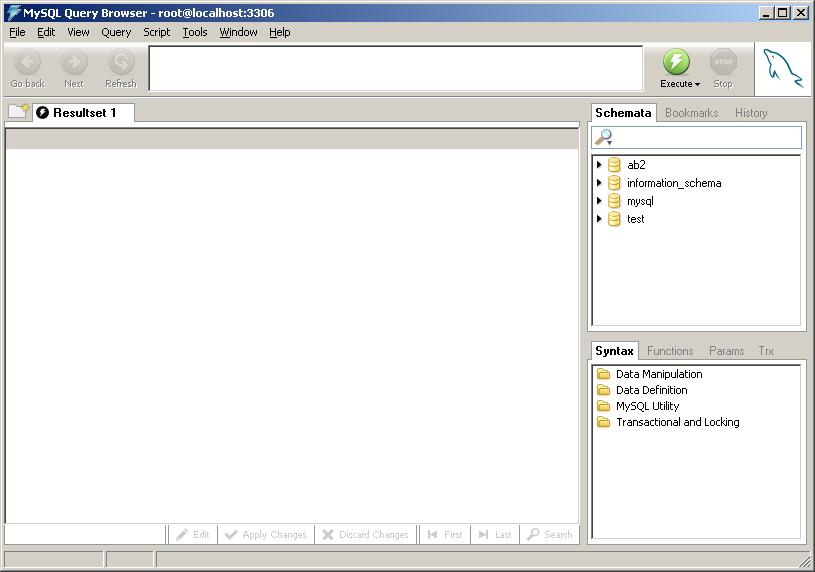 MySQL Query Browser - root@localhost:3306
File Edit View Query Script Tools Window Help
Go back Next Refresh Execute STOP Stop
Resultset 1
Schemata Bookmarks History
ab2
information_schema
mysql
test
Syntax Functions Params Trx
Data Manipulation
Data Definition
MySQL Utility
Transactional and Locking
Edit Apply Changes Discard Changes First Last Search